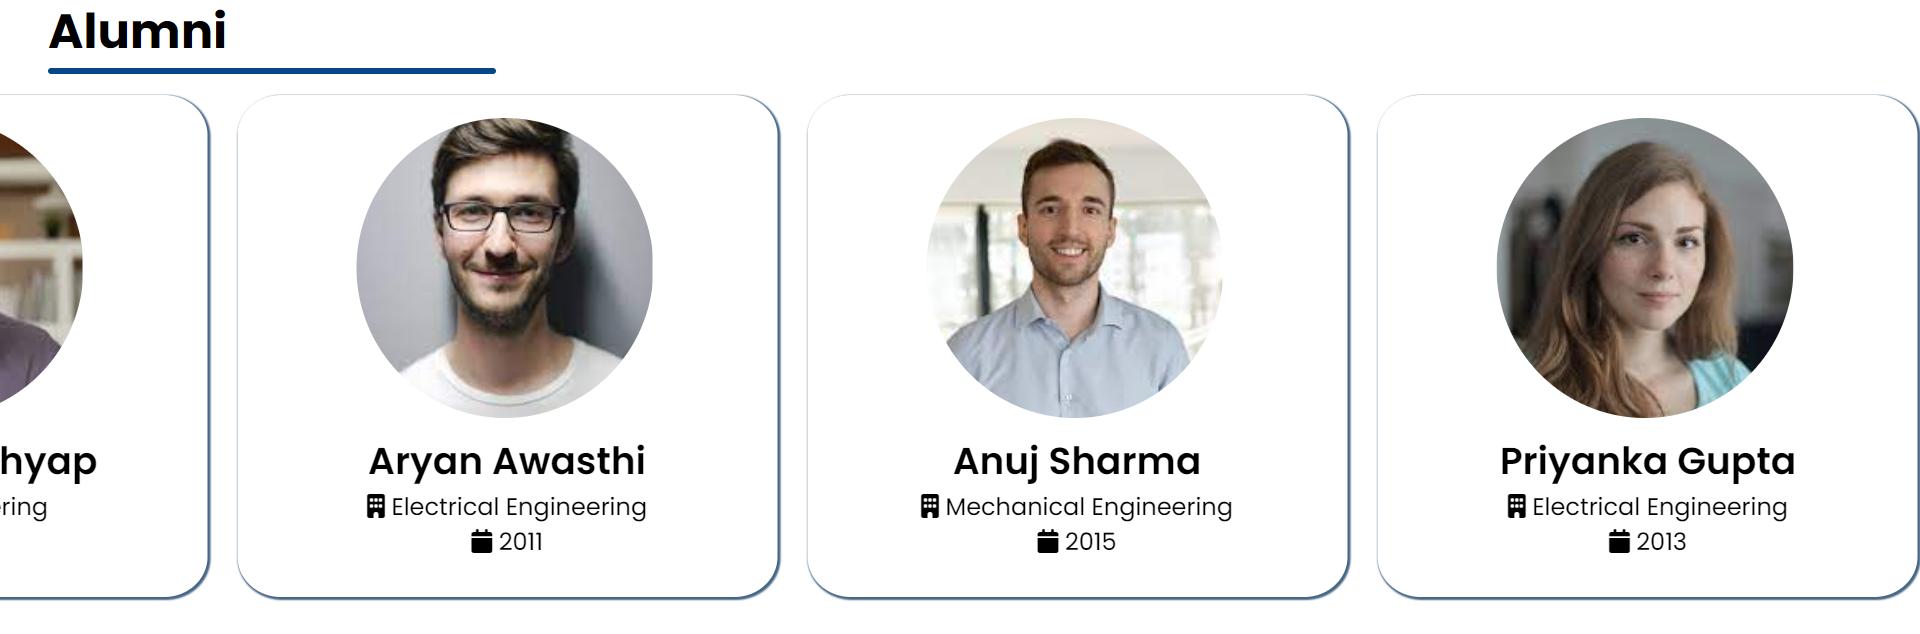 Alumni
hyap
ring
Aryan Awasthi
Electrical Engineering
2011
Anuj Sharma
Mechanical Engineering
2015
Priyanka Gupta
Electrical Engineering
2013